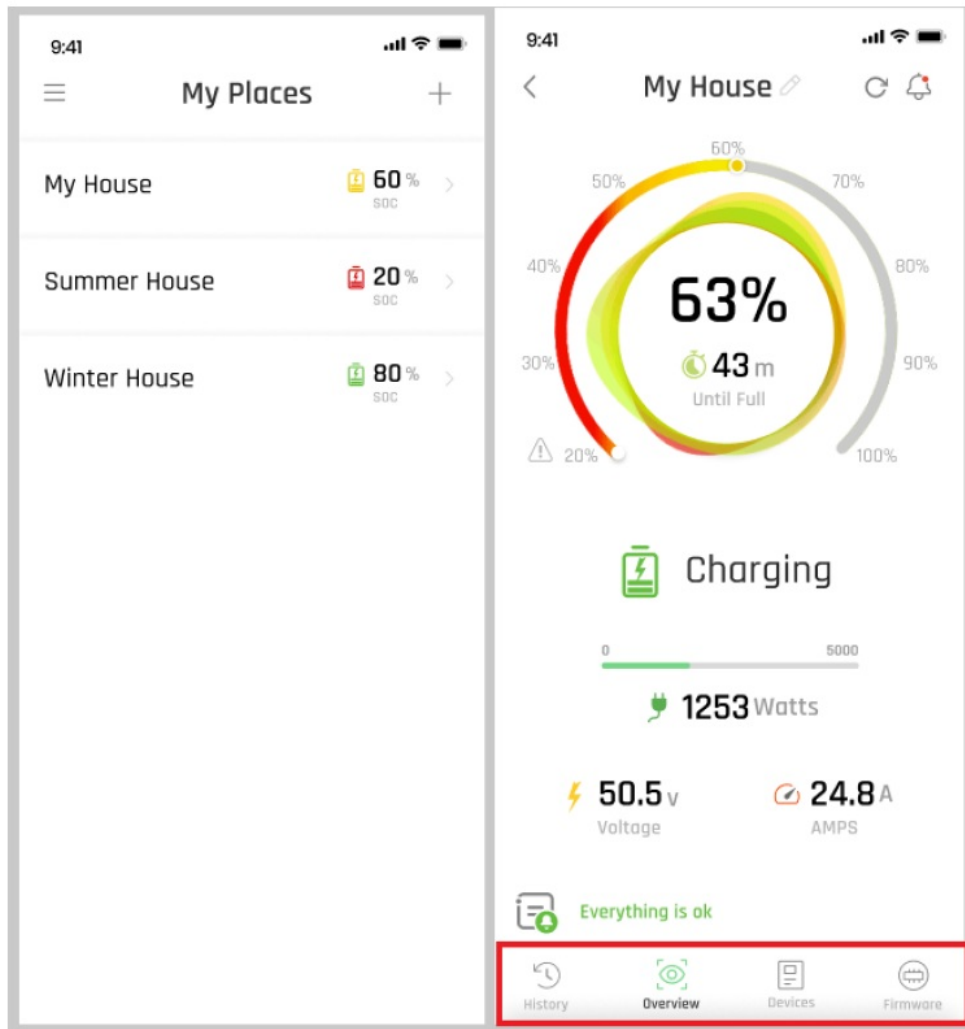 9:41
My Places
My House
60 %
SOC
Summer House
20 %
SOC
Winter House
80 %
SOC
9:41
My House
60%
50%
70%
40%
80%
63%
30%
90%
43 m
Until Full
20%
100%
Charging
0 5000
1253 Watts
50.5 v
Voltage
24.8 A
AMPS
Everything is ok
History
Overview
Devices
Firmware